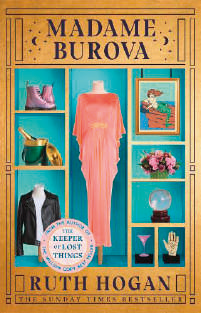 MADAME
BUROVA
FROM THE AUTHOR OF
THE
KEEPER OF
LOST
THINGS
RUTH HOGAN
THE SUNDAY TIMES BESTSELLER